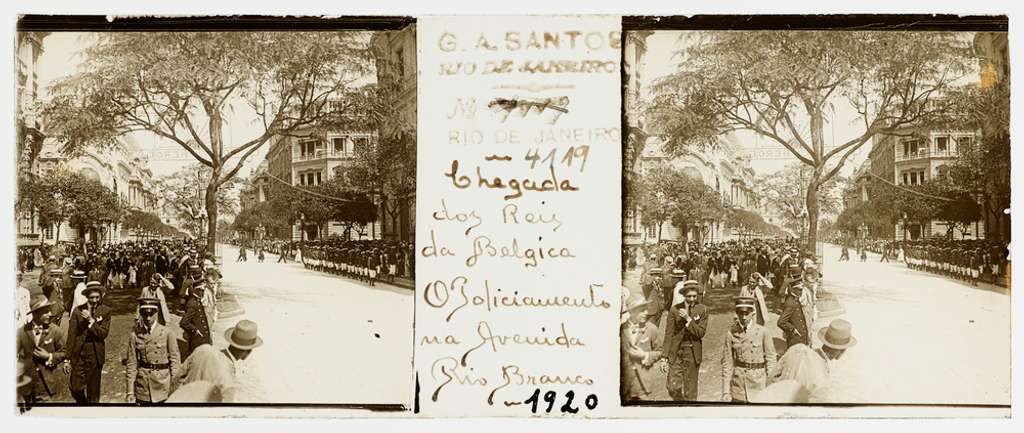 G. A. SANTOS
RIO DE JANEIRO
Nº
RIO DE JANEIRO
4119
Chegada
dos Reis
da Belgica
O Policiamento
na Avenida
Rio Branco
1920